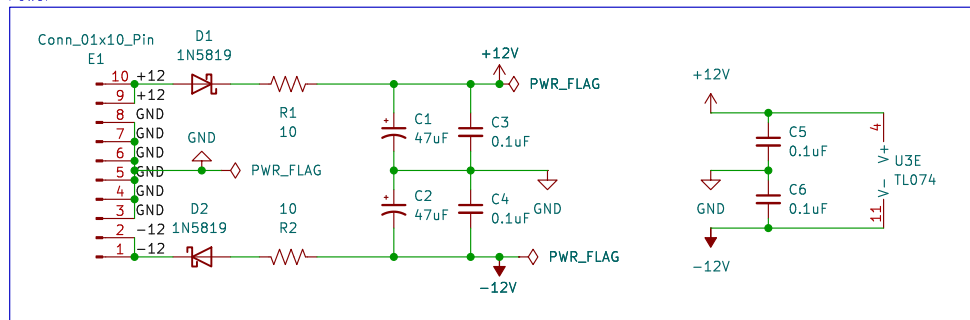 Conn_01x10_Pin
E1
D1
1N5819
10 +12
9 +12
8 GND
7 GND
6 GND
5 GND
4 GND
3 GND
2 -12
1 -12
R1
10
GND
PWR_FLAG
D2
1N5819
10
R2
+
C1
47uF
C3
0.1uF
+12V
PWR_FLAG
+
C2
47uF
C4
0.1uF
GND
PWR_FLAG
-12V
+12V
C5
0.1uF
GND
C6
0.1uF
-12V
4
V+
U3E
TL074
V-
11